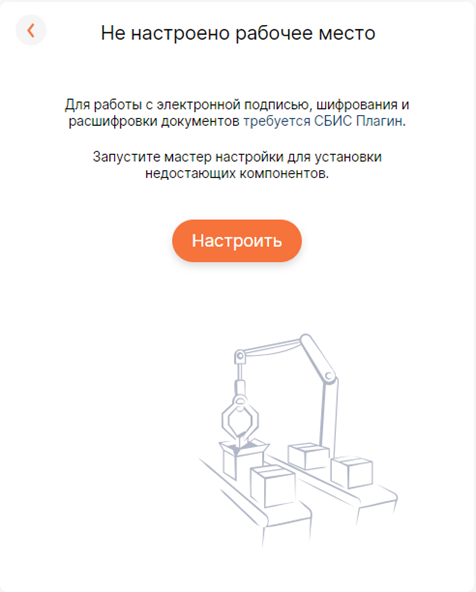 Не настроено рабочее место
Для работы с электронной подписью, шифрования и
расшифровки документов требуется СБИС Плагин.
Запустите мастер настройки для установки
недостающих компонентов.
Настроить